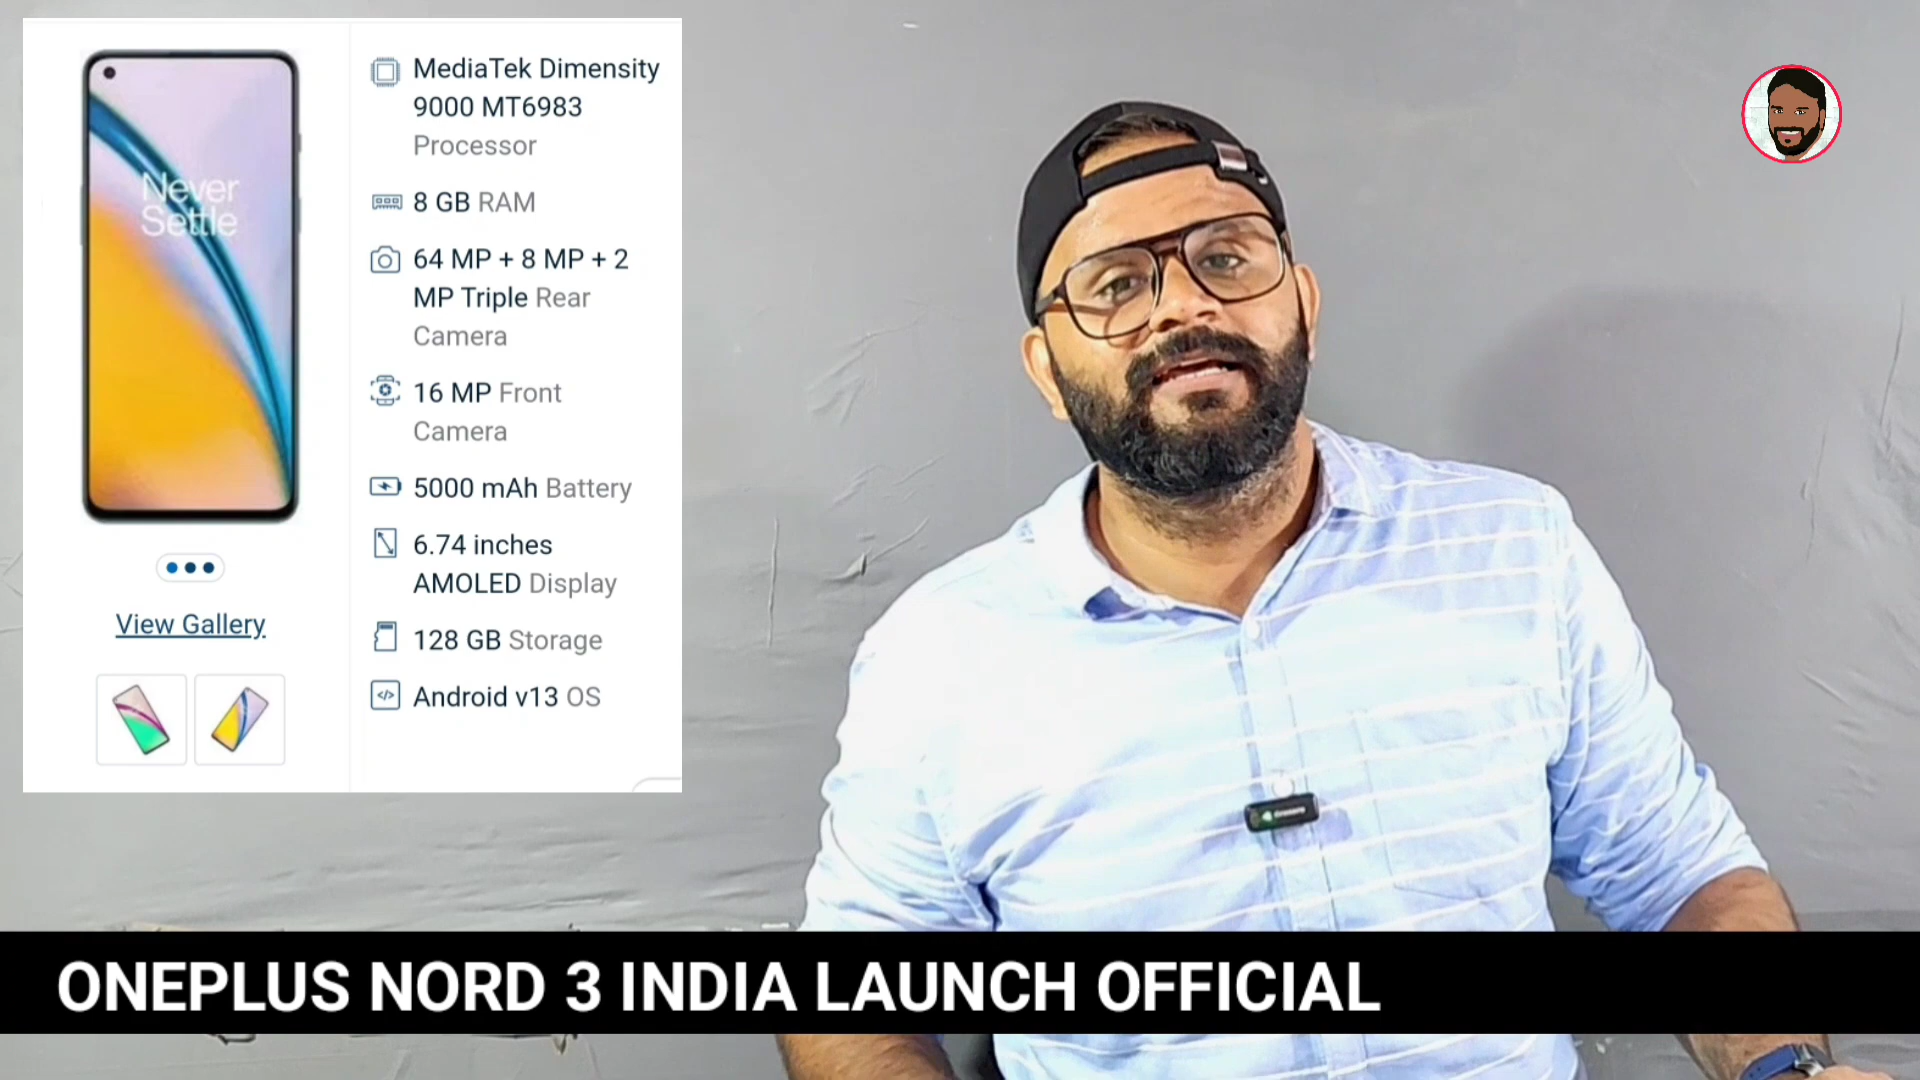 MediaTek Dimensity
9000 MT6983
Processor
8 GB RAM
64 MP + 8 MP + 2
MP Triple Rear
Camera
16 MP Front
Camera
5000 mAh Battery
6.74 inches
AMOLED Display
128 GB Storage
Android v13 OS
Never
Settle
View Gallery
ONEPLUS NORD 3 INDIA LAUNCH OFFICIAL